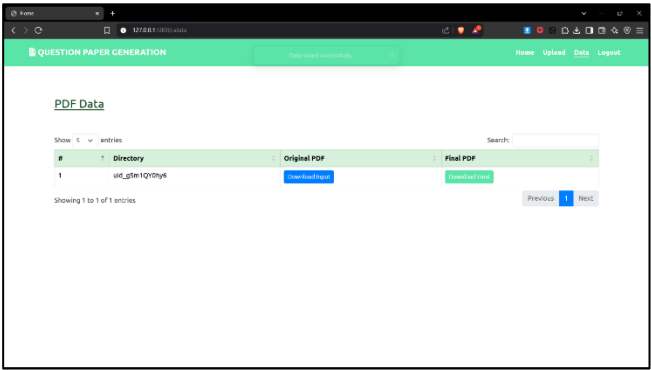 Home
127.0.0.1:5000/udata
QUESTION PAPER GENERATION
Data saved successfully
Home Upload Data Logout
PDF Data
Show 5 entries
Search:
# Directory Original PDF Final PDF
1 uid_gSm1QY0hy6 Download Input Download Final
Showing 1 to 1 of 1 entries
Previous 1 Next